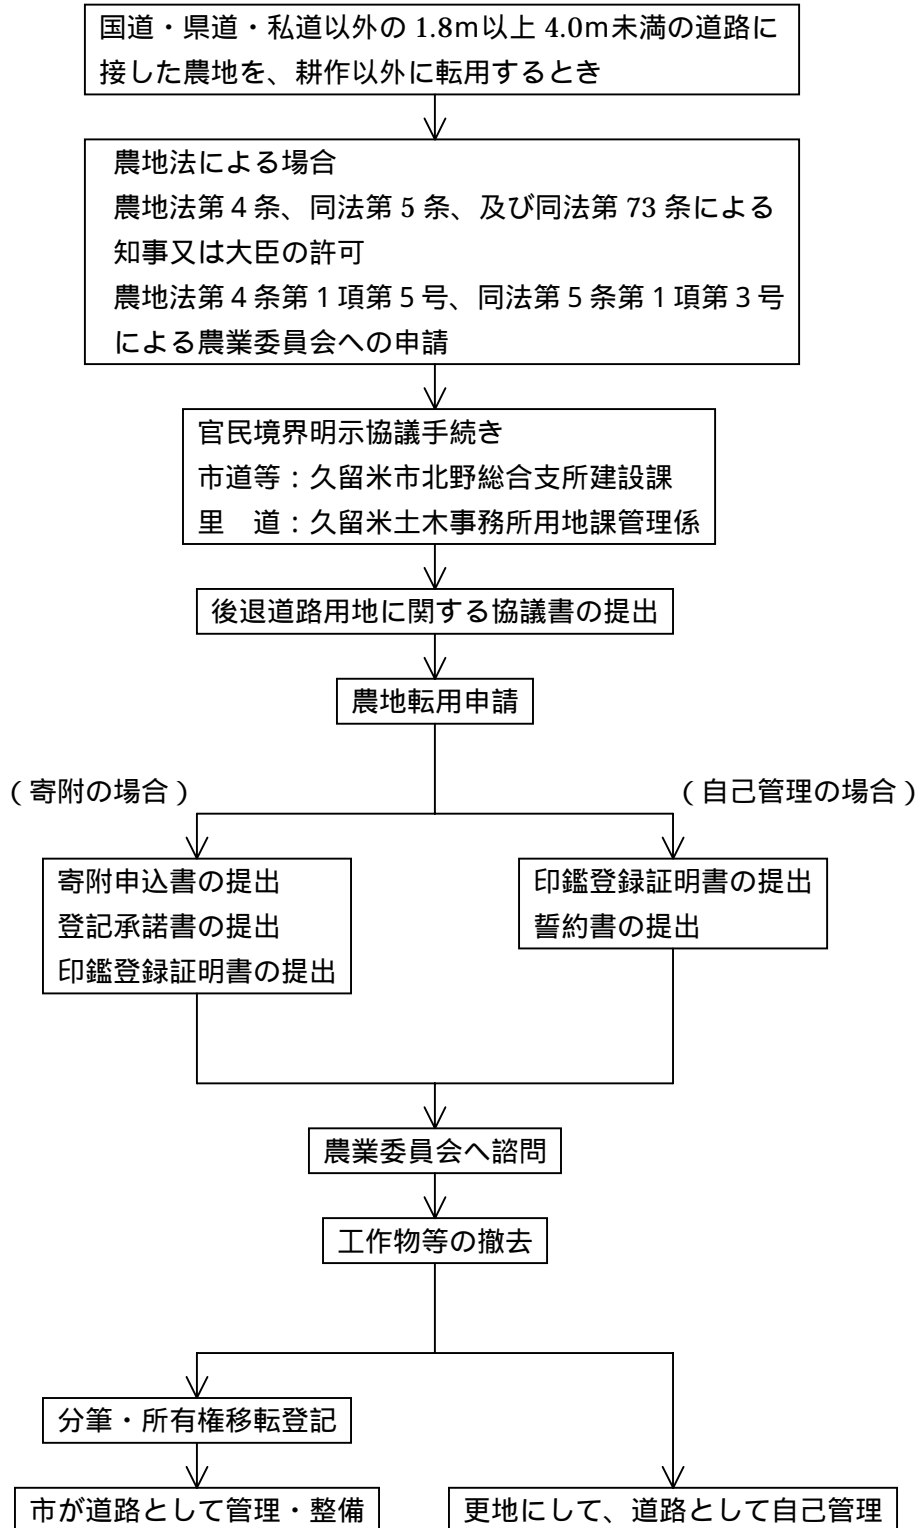 国道・県道・私道以外の 1.8m以上 4.0m未満の道路に
接した農地を、耕作以外に転用するとき
農地法による場合
農地法第４条、同法第 5 条、及び同法第 73 条による
知事又は大臣の許可
農地法第４条第１項第５号、同法第５条第１項第３号
による農業委員会への申請
官民境界明示協議手続き
市道等：久留米市北野総合支所建設課
里　道：久留米土木事務所用地課管理係
後退道路用地に関する協議書の提出
農地転用申請
（寄附の場合）
（自己管理の場合）
寄附申込書の提出
登記承諾書の提出
印鑑登録証明書の提出
印鑑登録証明書の提出
誓約書の提出
農業委員会へ諮問
工作物等の撤去
分筆・所有権移転登記
市が道路として管理・整備
更地にして、道路として自己管理